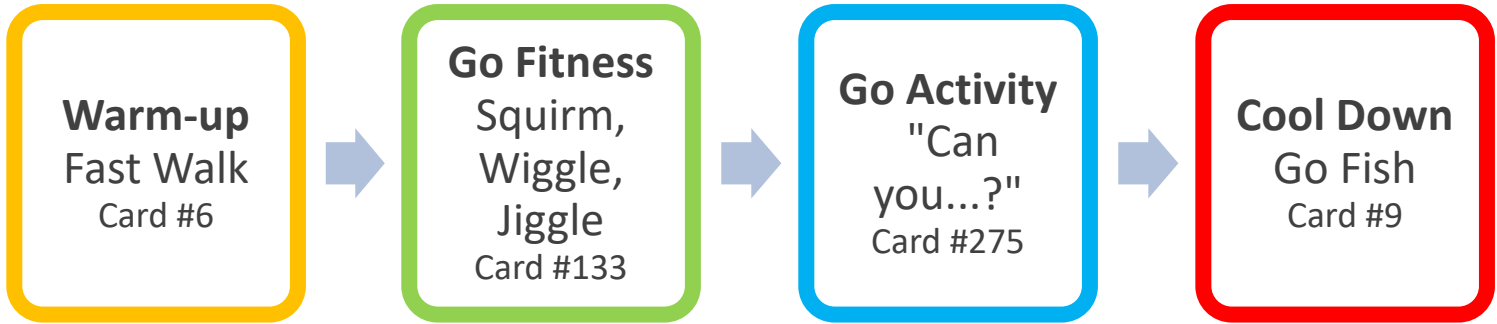 Warm-up
Fast Walk
Card #6
Go Fitness
Squirm,
Wiggle,
Jiggle
Card #133
Go Activity
"Can
you...?"
Card #275
Cool Down
Go Fish
Card #9